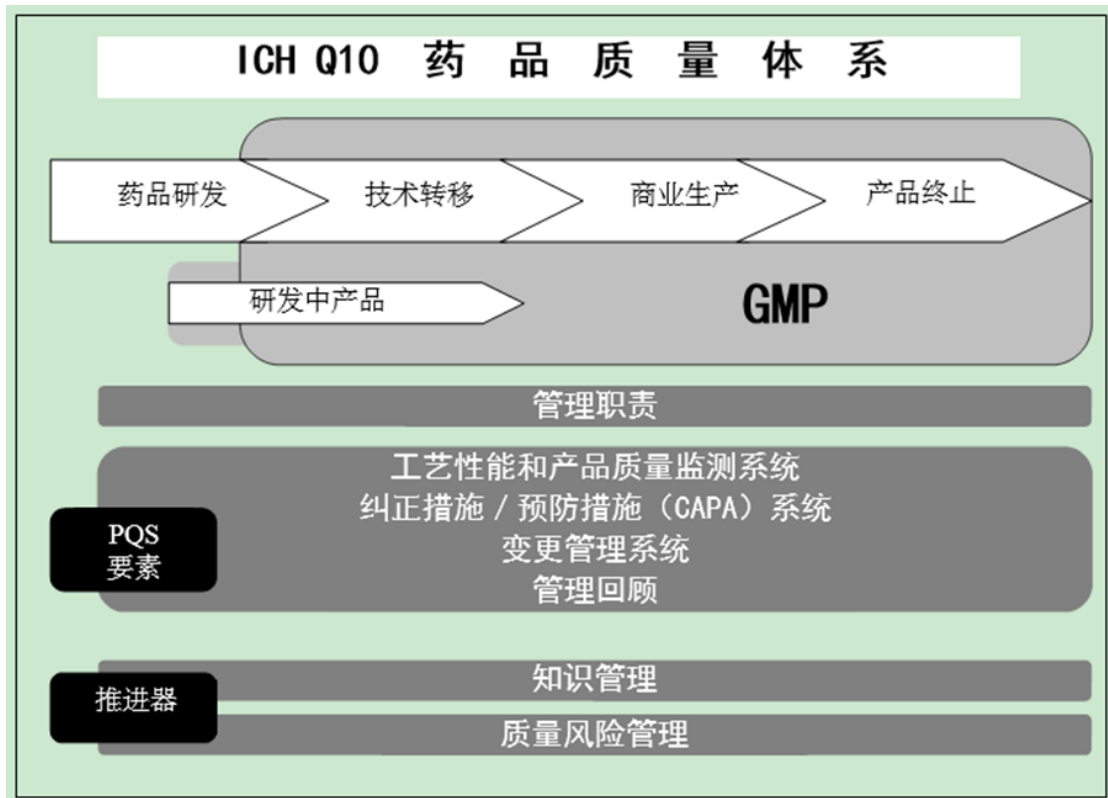 ICH Q10 药 品 质 量 体 系
药品研发
技术转移
商业生产
产品终止
研发中产品
GMP
管理职责
工艺性能和产品质量监测系统
纠正措施 / 预防措施（CAPA）系统
变更管理系统
管理回顾
PQS
要素
知识管理
推进器
质量风险管理